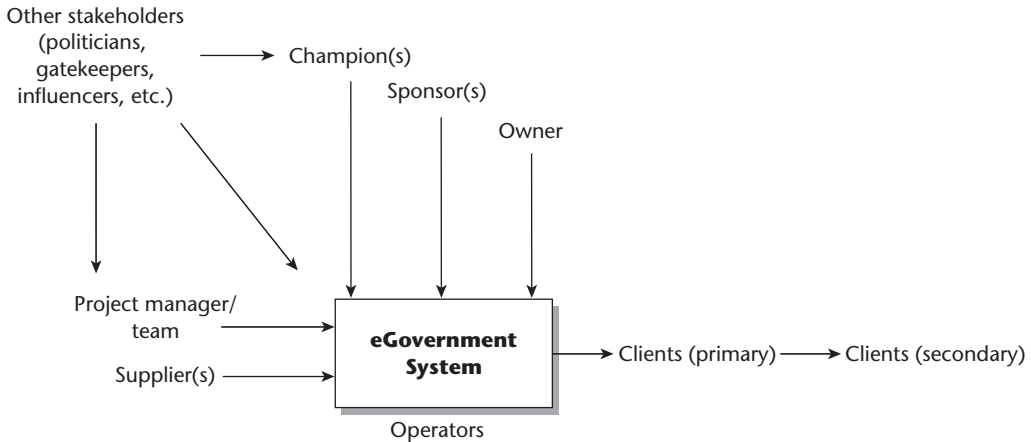 Other stakeholders
(politicians,
gatekeepers,
influencers, etc.)
Champion(s)
Sponsor(s)
Owner
Project manager/
team
Supplier(s)
eGovernment
System
Operators
Clients (primary)
Clients (secondary)